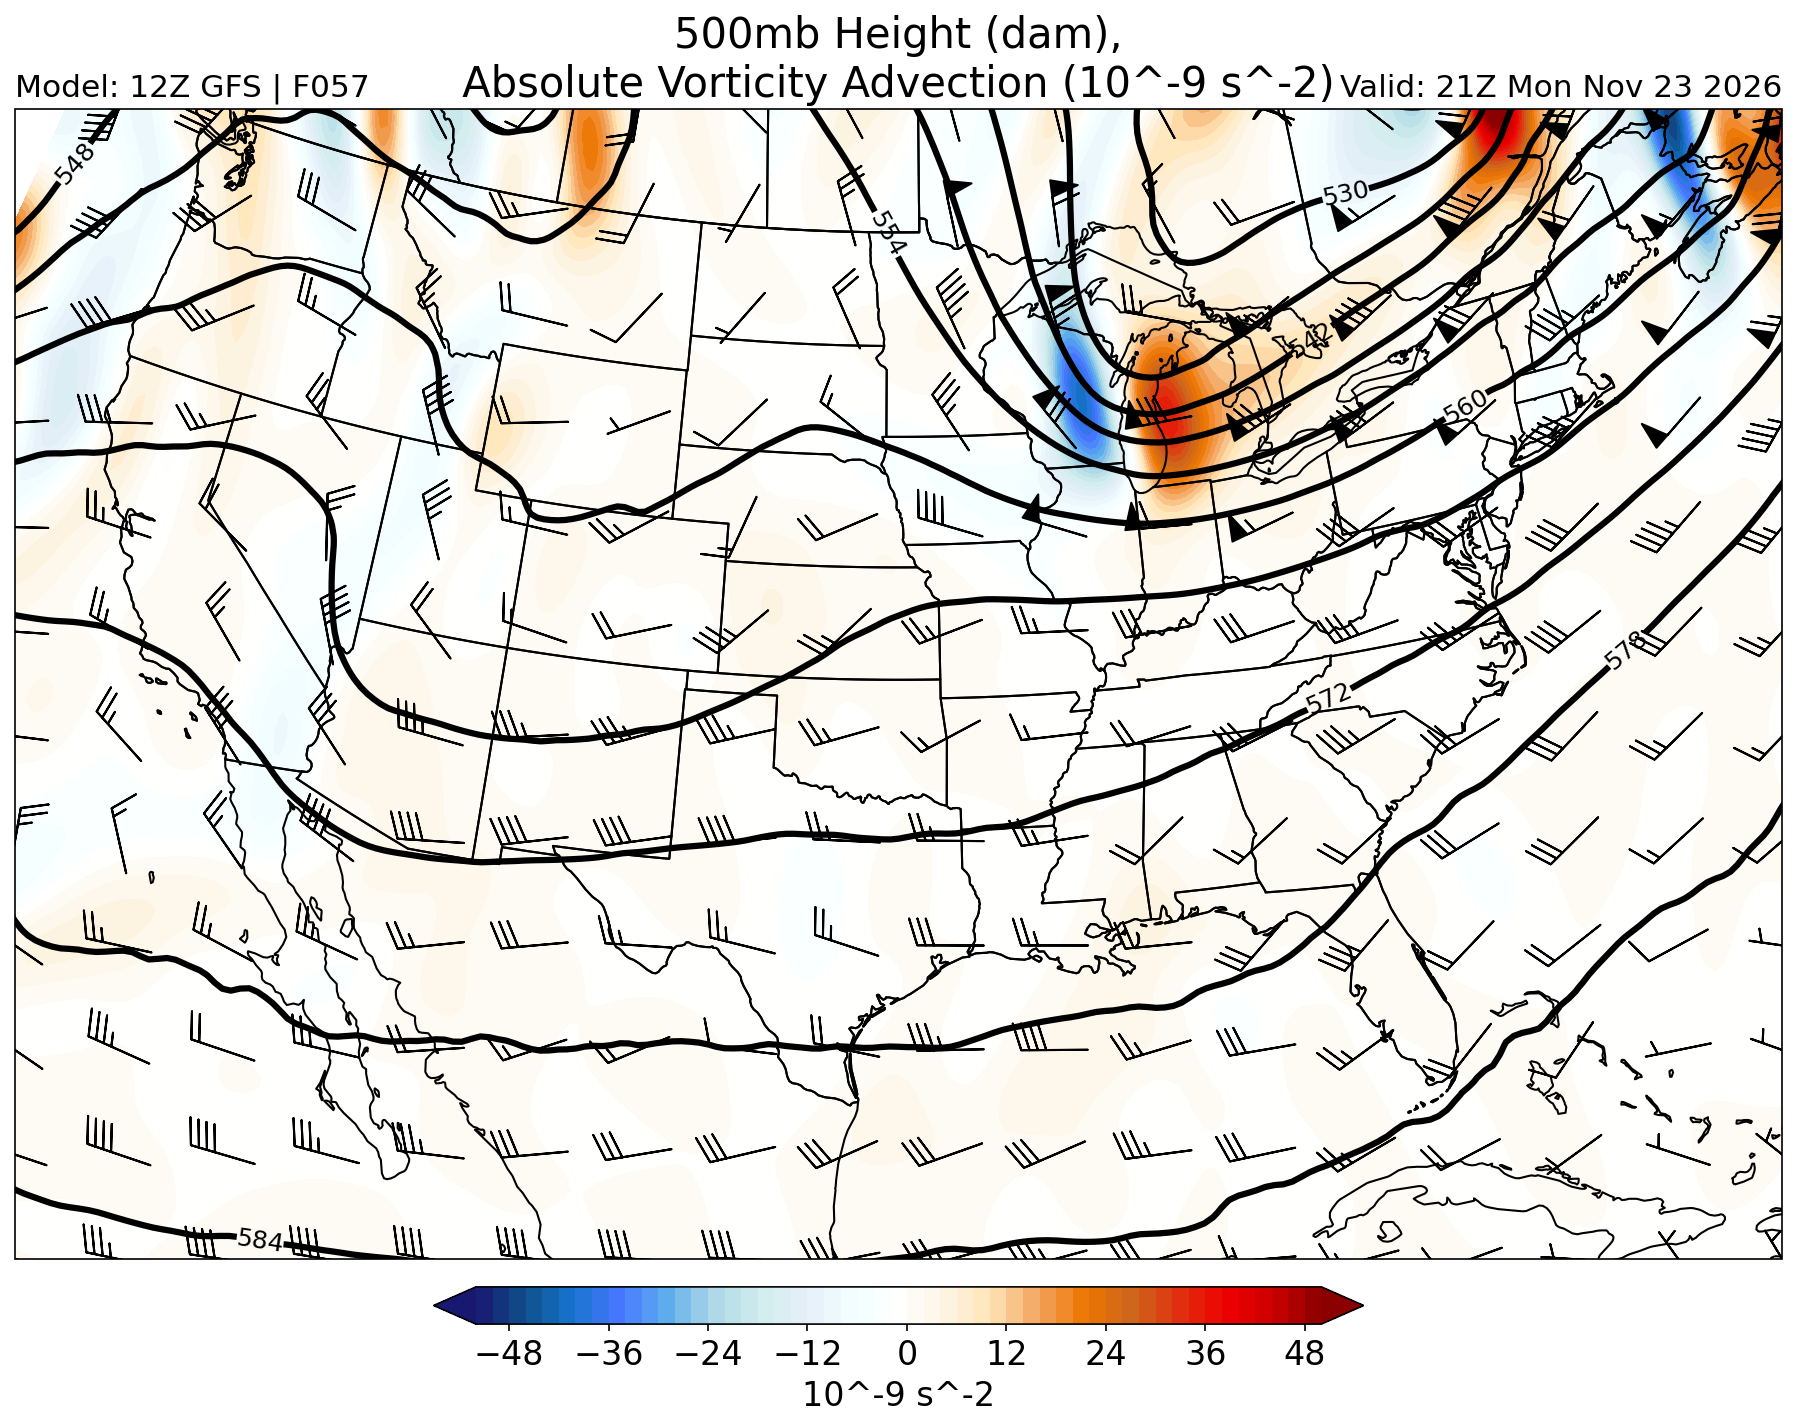 500mb Height (dam),
Model: 12Z GFS | F057
Absolute Vorticity Advection (10^-9 s^-2)
Valid: 21Z Mon Nov 23 2026
548
530
554
542
560
578
572
584
−48 −36 −24 −12 0 12 24 36 48
10^-9 s^-2